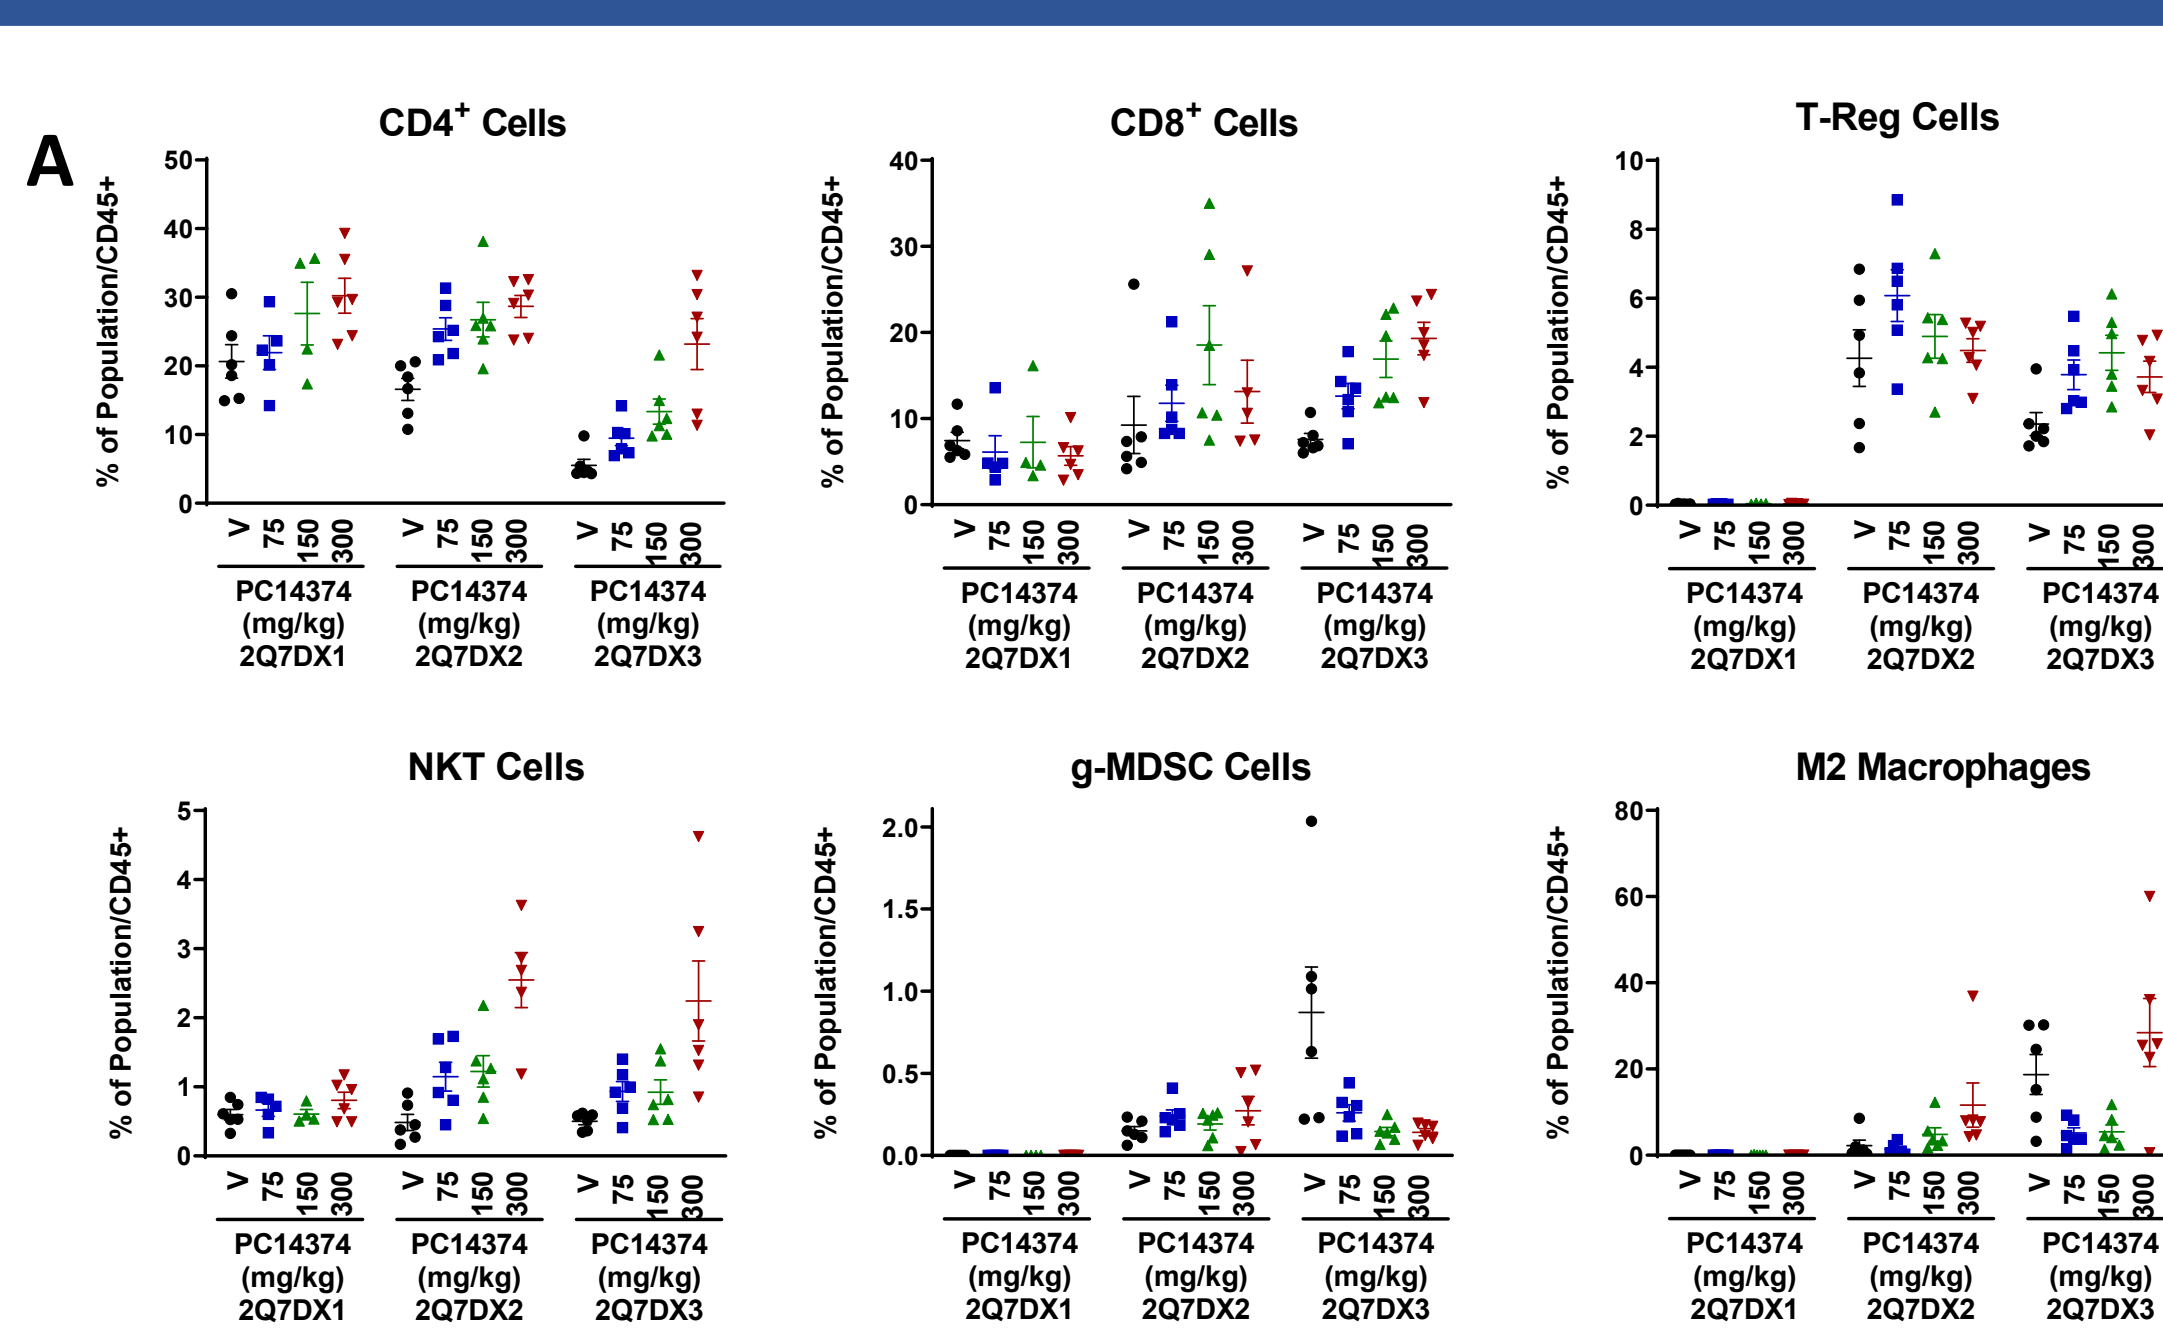 A
CD4+ Cells
% of Population/CD45+
50
40
30
20
10
0
V 75 150 300 V 75 150 300 V 75 150 300
PC14374 PC14374 PC14374
(mg/kg) (mg/kg) (mg/kg)
2Q7DX1 2Q7DX2 2Q7DX3
CD8+ Cells
% of Population/CD45+
40
30
20
10
0
V 75 150 300 V 75 150 300 V 75 150 300
PC14374 PC14374 PC14374
(mg/kg) (mg/kg) (mg/kg)
2Q7DX1 2Q7DX2 2Q7DX3
T-Reg Cells
% of Population/CD45+
10
8
6
4
2
0
V 75 150 300 V 75 150 300 V 75 150 300
PC14374 PC14374 PC14374
(mg/kg) (mg/kg) (mg/kg)
2Q7DX1 2Q7DX2 2Q7DX3
NKT Cells
% of Population/CD45+
5
4
3
2
1
0
V 75 150 300 V 75 150 300 V 75 150 300
PC14374 PC14374 PC14374
(mg/kg) (mg/kg) (mg/kg)
2Q7DX1 2Q7DX2 2Q7DX3
g-MDSC Cells
% of Population/CD45+
2.0
1.5
1.0
0.5
0.0
V 75 150 300 V 75 150 300 V 75 150 300
PC14374 PC14374 PC14374
(mg/kg) (mg/kg) (mg/kg)
2Q7DX1 2Q7DX2 2Q7DX3
M2 Macrophages
% of Population/CD45+
80
60
40
20
0
V 75 150 300 V 75 150 300 V 75 150 300
PC14374 PC14374 PC14374
(mg/kg) (mg/kg) (mg/kg)
2Q7DX1 2Q7DX2 2Q7DX3